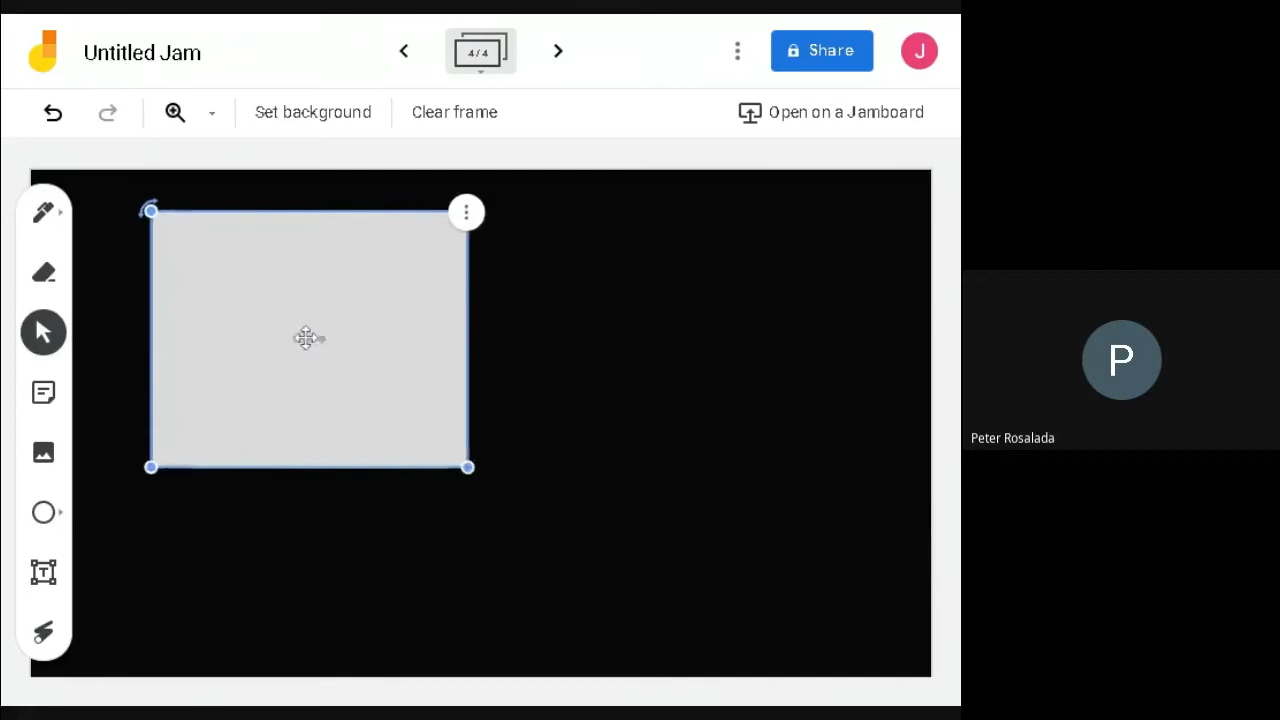 Untitled Jam
4/4
Share
J
Set background
Clear frame
Open on a Jamboard
T
P
Peter Rosalada